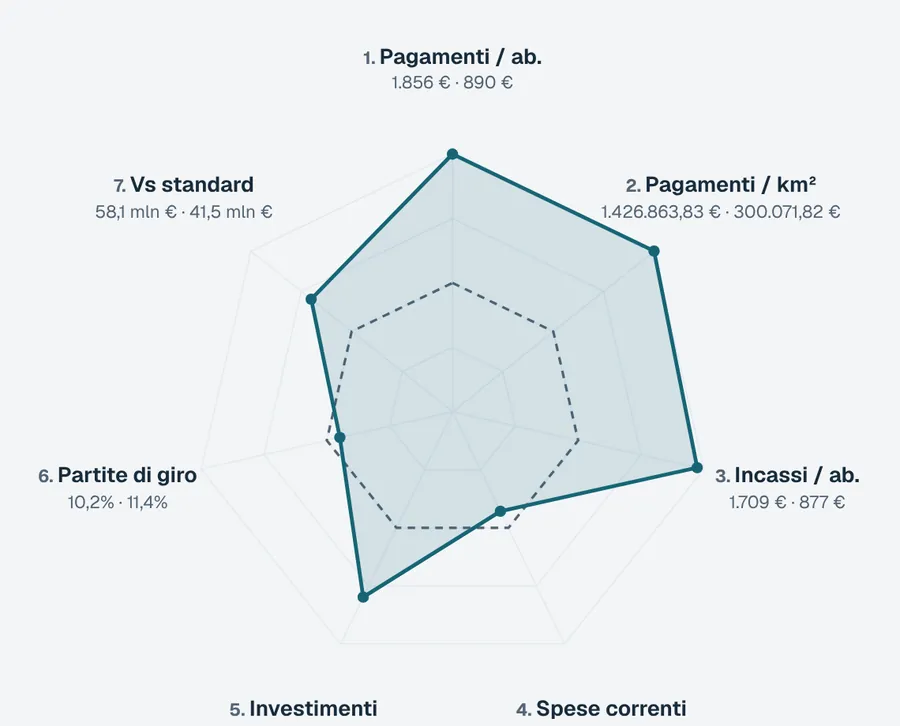 1. Pagamenti / ab.
1.856 € · 890 €
7. Vs standard
58,1 mln € · 41,5 mln €
2. Pagamenti / km²
1.426.863,83 € · 300.071,82 €
6. Partite di giro
10,2% · 11,4%
3. Incassi / ab.
1.709 € · 877 €
5. Investimenti
4. Spese correnti